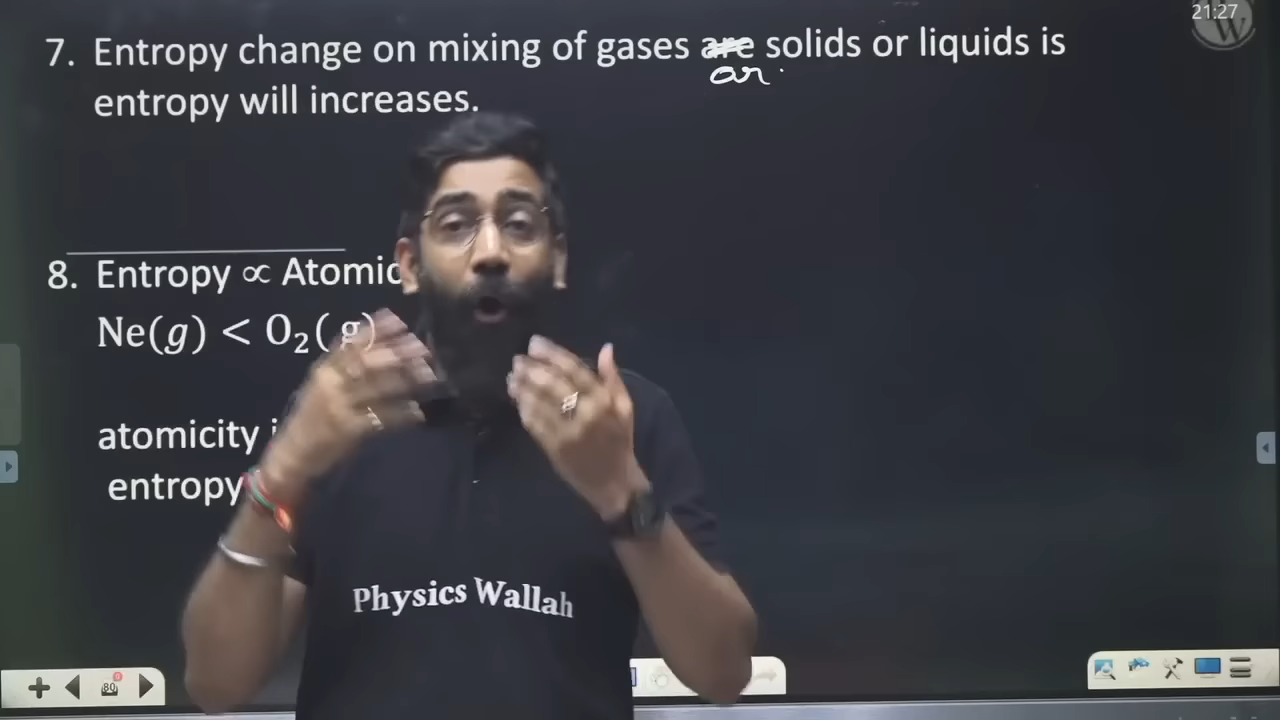 21:27
W
7. Entropy change on mixing of gases are solids or liquids is
or
entropy will increases.
8. Entropy ∝ Atomic
Ne(g) < O₂( g)
atomicity
entropy
Physics Wallah
80